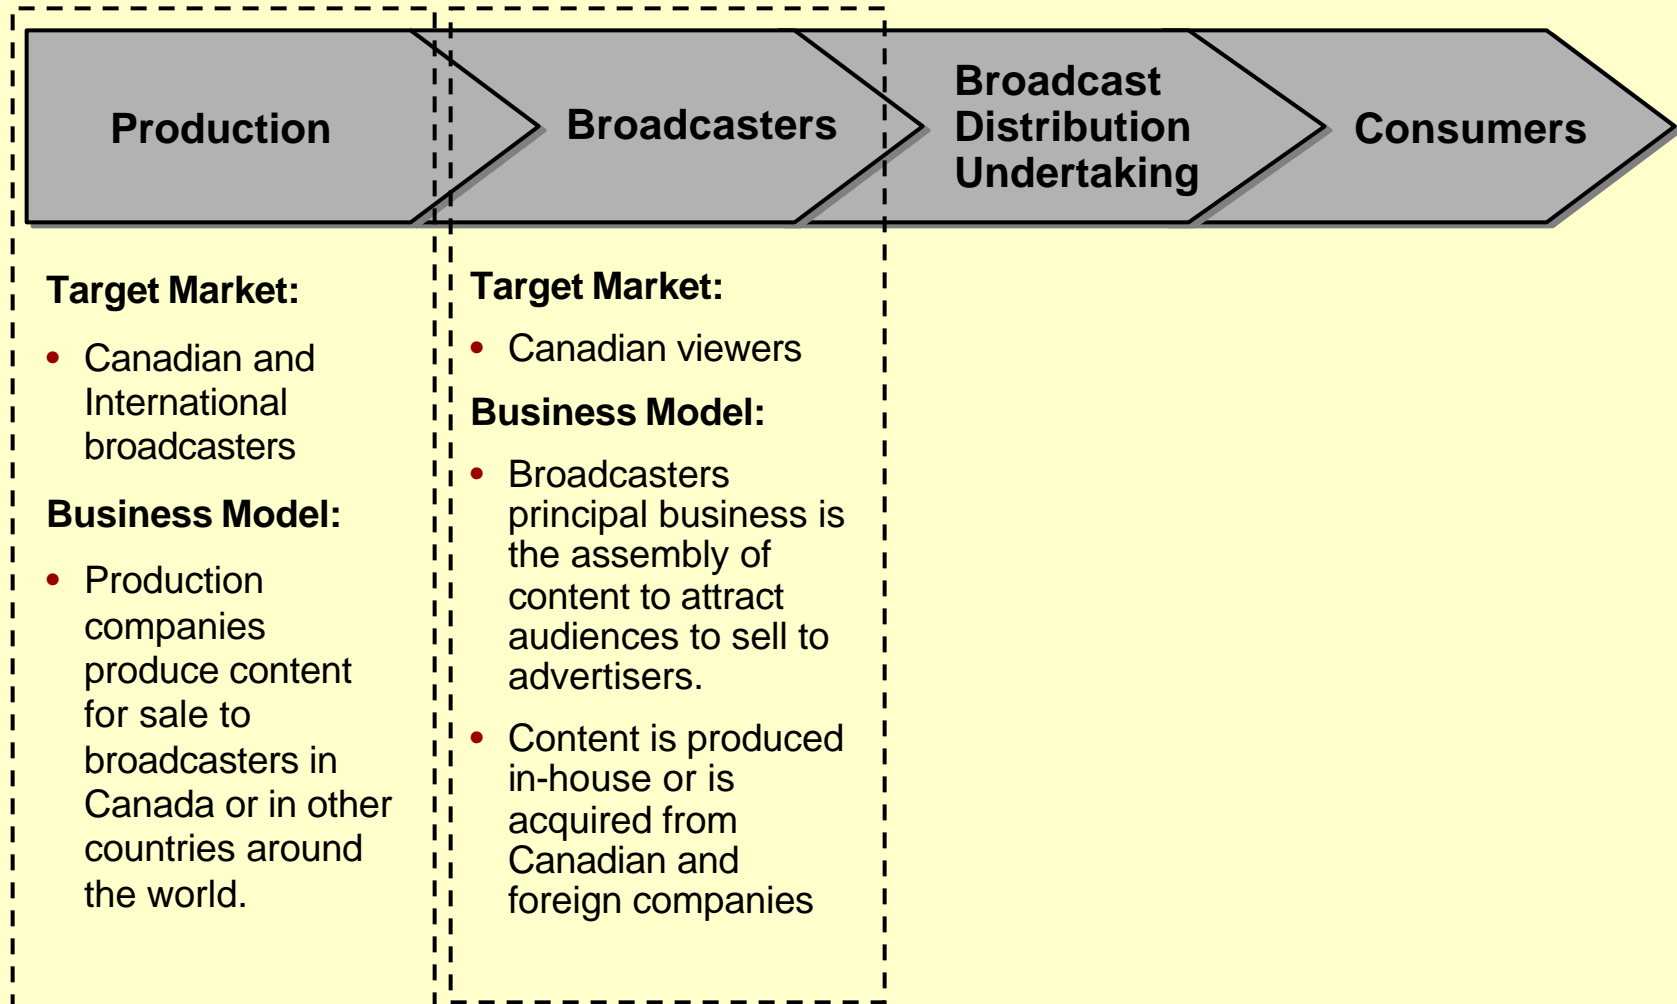 Production
Broadcasters
Broadcast
Distribution
Undertaking
Consumers
Target Market:
• Canadian and
International
broadcasters
Business Model:
• Production
companies
produce content
for sale to
broadcasters in
Canada or in other
countries around
the world.
Target Market:
• Canadian viewers
Business Model:
• Broadcasters
principal business is
the assembly of
content to attract
audiences to sell to
advertisers.
• Content is produced
in-house or is
acquired from
Canadian and
foreign companies